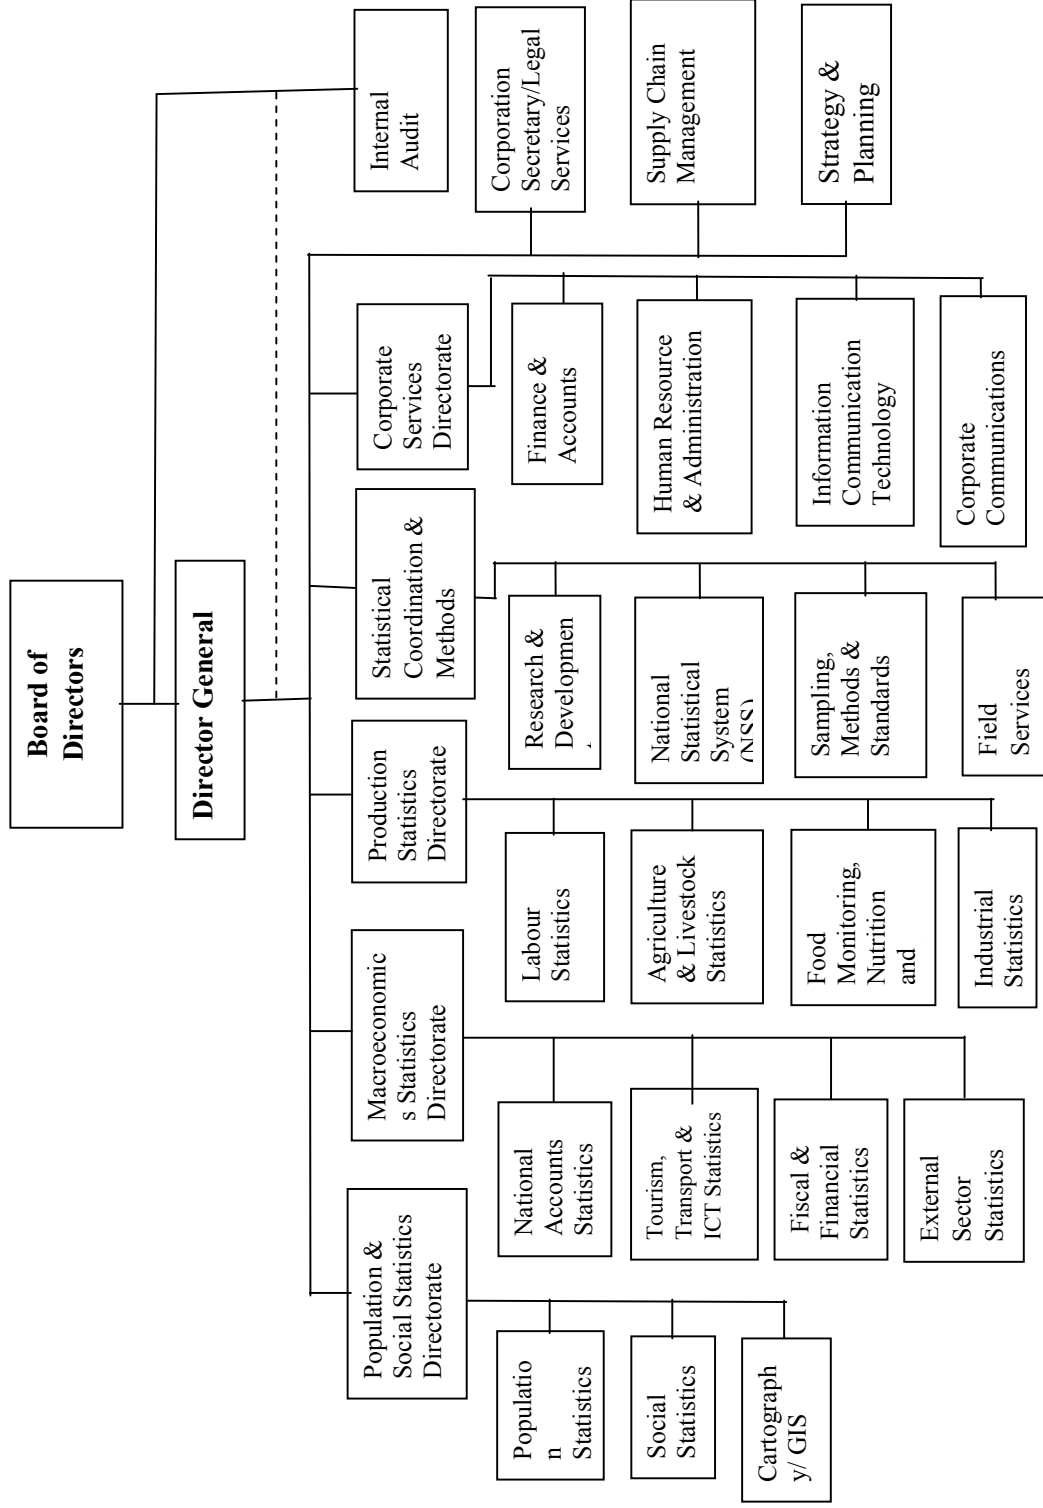 Board of
Directors
Director General
Population &
Social Statistics
Directorate
Macroeconomic
s Statistics
Directorate
Production
Statistics
Directorate
Statistical
Coordination &
Methods
Corporate
Services
Directorate
Internal
Audit
Populatio
n
Statistics
Social
Statistics
Cartograph
y/ GIS
National
Accounts
Statistics
Tourism,
Transport &
ICT Statistics
Fiscal &
Financial
Statistics
External
Sector
Statistics
Labour
Statistics
Agriculture
& Livestock
Statistics
Food
Monitoring,
Nutrition
and
Industrial
Statistics
Research &
Developmen
National
Statistical
System
(NSS)
Sampling,
Methods &
Standards
Field
Services
Finance &
Accounts
Human Resource
& Administration
Information
Communication
Technology
Corporate
Communications
Corporation
Secretary/Legal
Services
Supply Chain
Management
Strategy &
Planning